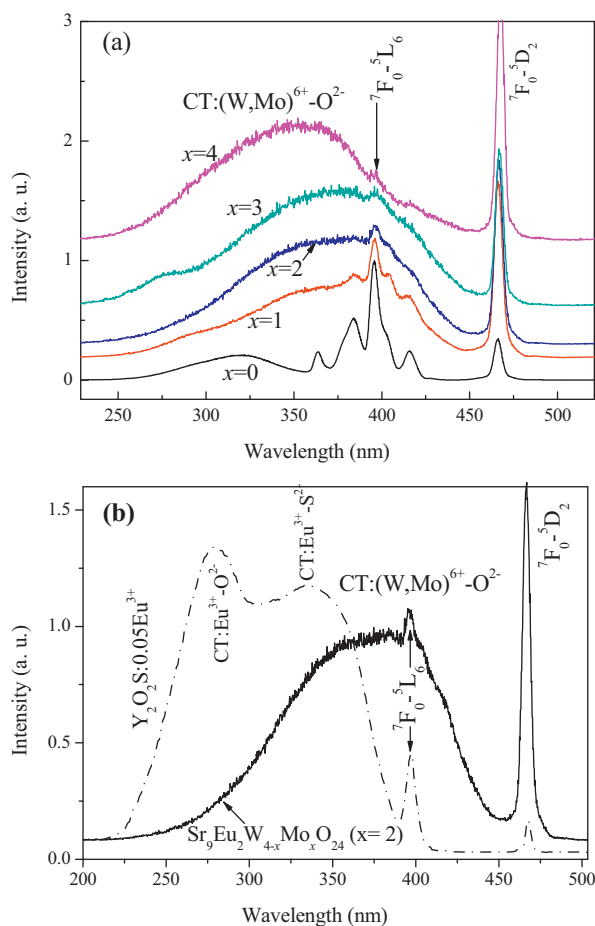 (a)
3
2
1
0
Intensity (a. u.)
CT:(W,Mo)⁶⁺-O²⁻
⁷F₀-⁵L₆
⁷F₀-⁵D₂
x=4
x=3
x=2
x=1
x=0
250 300 350 400 450 500
Wavelength (nm)
(b)
1.5
1.0
0.5
0.0
Intensity (a. u.)
Y₂O₂S:0.05Eu³⁺
CT:Eu³⁺-O²⁻
CT:Eu³⁺-S²⁻
CT:(W,Mo)⁶⁺-O²⁻
⁷F₀-⁵L₆
⁷F₀-⁵D₂
Sr₉Eu₂W₄₋ₓMoₓO₂₄ (x= 2)
200 250 300 350 400 450 500
Wavelength (nm)